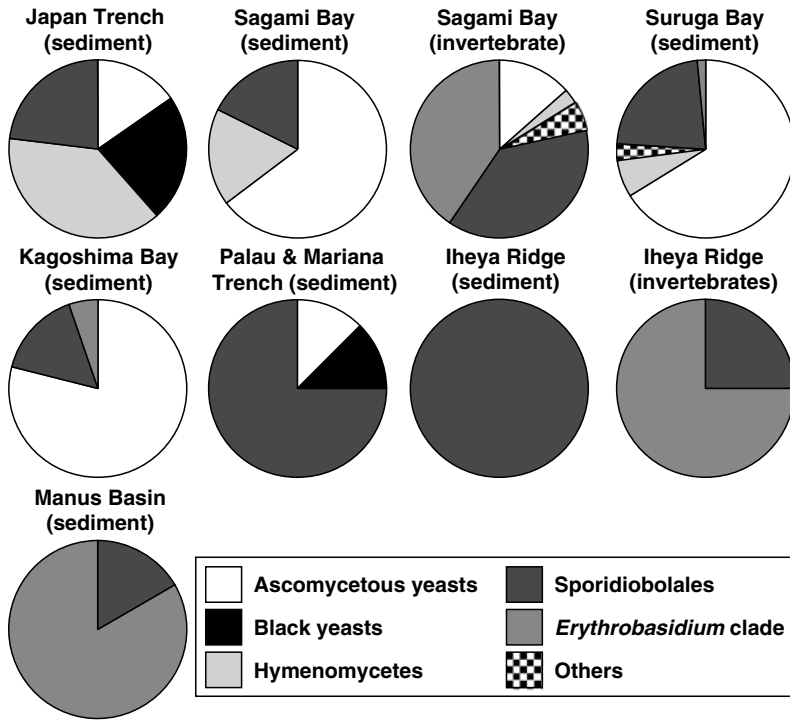 Japan Trench
(sediment)
Sagami Bay
(sediment)
Sagami Bay
(invertebrate)
Suruga Bay
(sediment)
Kagoshima Bay
(sediment)
Palau & Mariana
Trench (sediment)
Iheya Ridge
(sediment)
Iheya Ridge
(invertebrates)
Manus Basin
(sediment)
Ascomycetous yeasts
Black yeasts
Hymenomycetes
Sporidiobolales
Erythrobasidium clade
Others